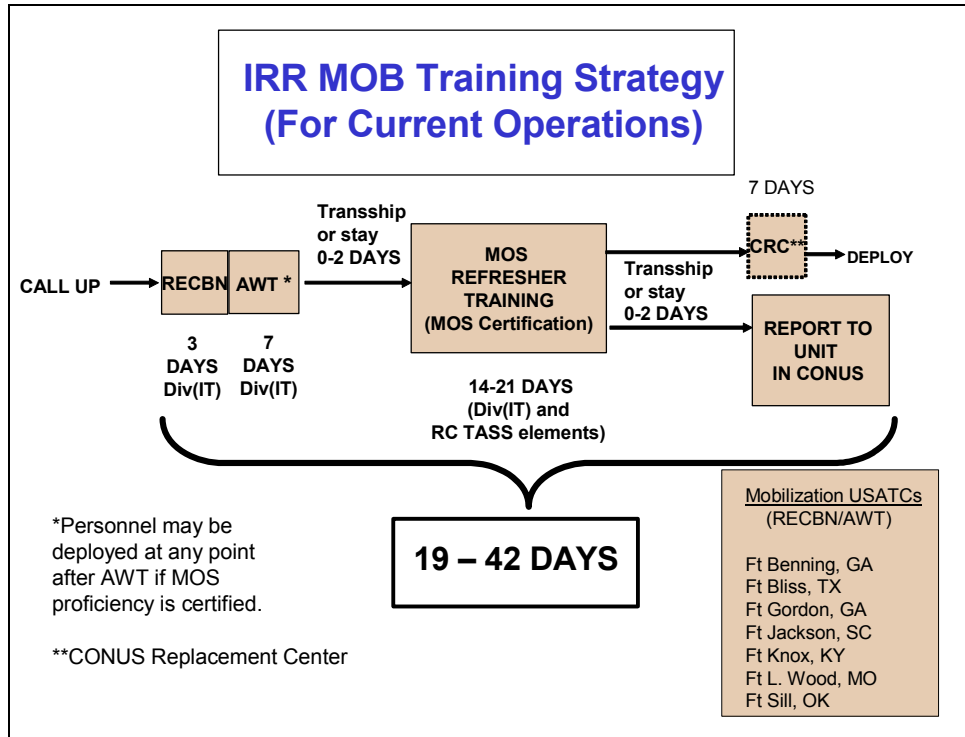 IRR MOB Training Strategy
(For Current Operations)
7 DAYS
Transship
or stay
0-2 DAYS
CALL UP
RECBN
AWT *
MOS
REFRESHER
TRAINING
(MOS Certification)
CRC**
DEPLOY
Transship
or stay
0-2 DAYS
REPORT TO
UNIT
IN CONUS
3
DAYS
Div(IT)
7
DAYS
Div(IT)
14-21 DAYS
(Div(IT) and
RC TASS elements)
19 – 42 DAYS
*Personnel may be
deployed at any point
after AWT if MOS
proficiency is certified.
**CONUS Replacement Center
Mobilization USATCs
(RECBN/AWT)
Ft Benning, GA
Ft Bliss, TX
Ft Gordon, GA
Ft Jackson, SC
Ft Knox, KY
Ft L. Wood, MO
Ft Sill, OK